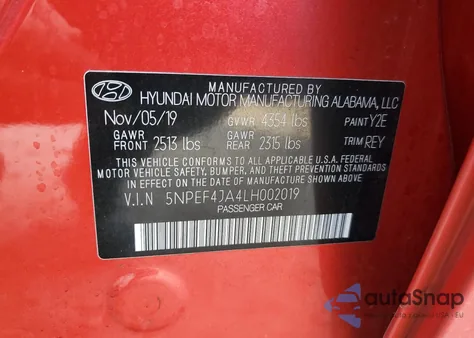 MANUFACTURED BY
HYUNDAI MOTOR MANUFACTURING ALABAMA, LLC
Nov/05/19 GVWR 4354 lbs PAINT Y2E
GAWR FRONT 2513 lbs GAWR REAR 2315 lbs TRIM REY
THIS VEHICLE CONFORMS TO ALL APPLICABLE U.S. FEDERAL
MOTOR VEHICLE SAFETY, BUMPER, AND THEFT PREVENTION STANDARDS
IN EFFECT ON THE DATE OF MANUFACTURE SHOWN ABOVE.
V.I.N 5NPEF4JA4LH002019
PASSENGER CAR
autoSnap